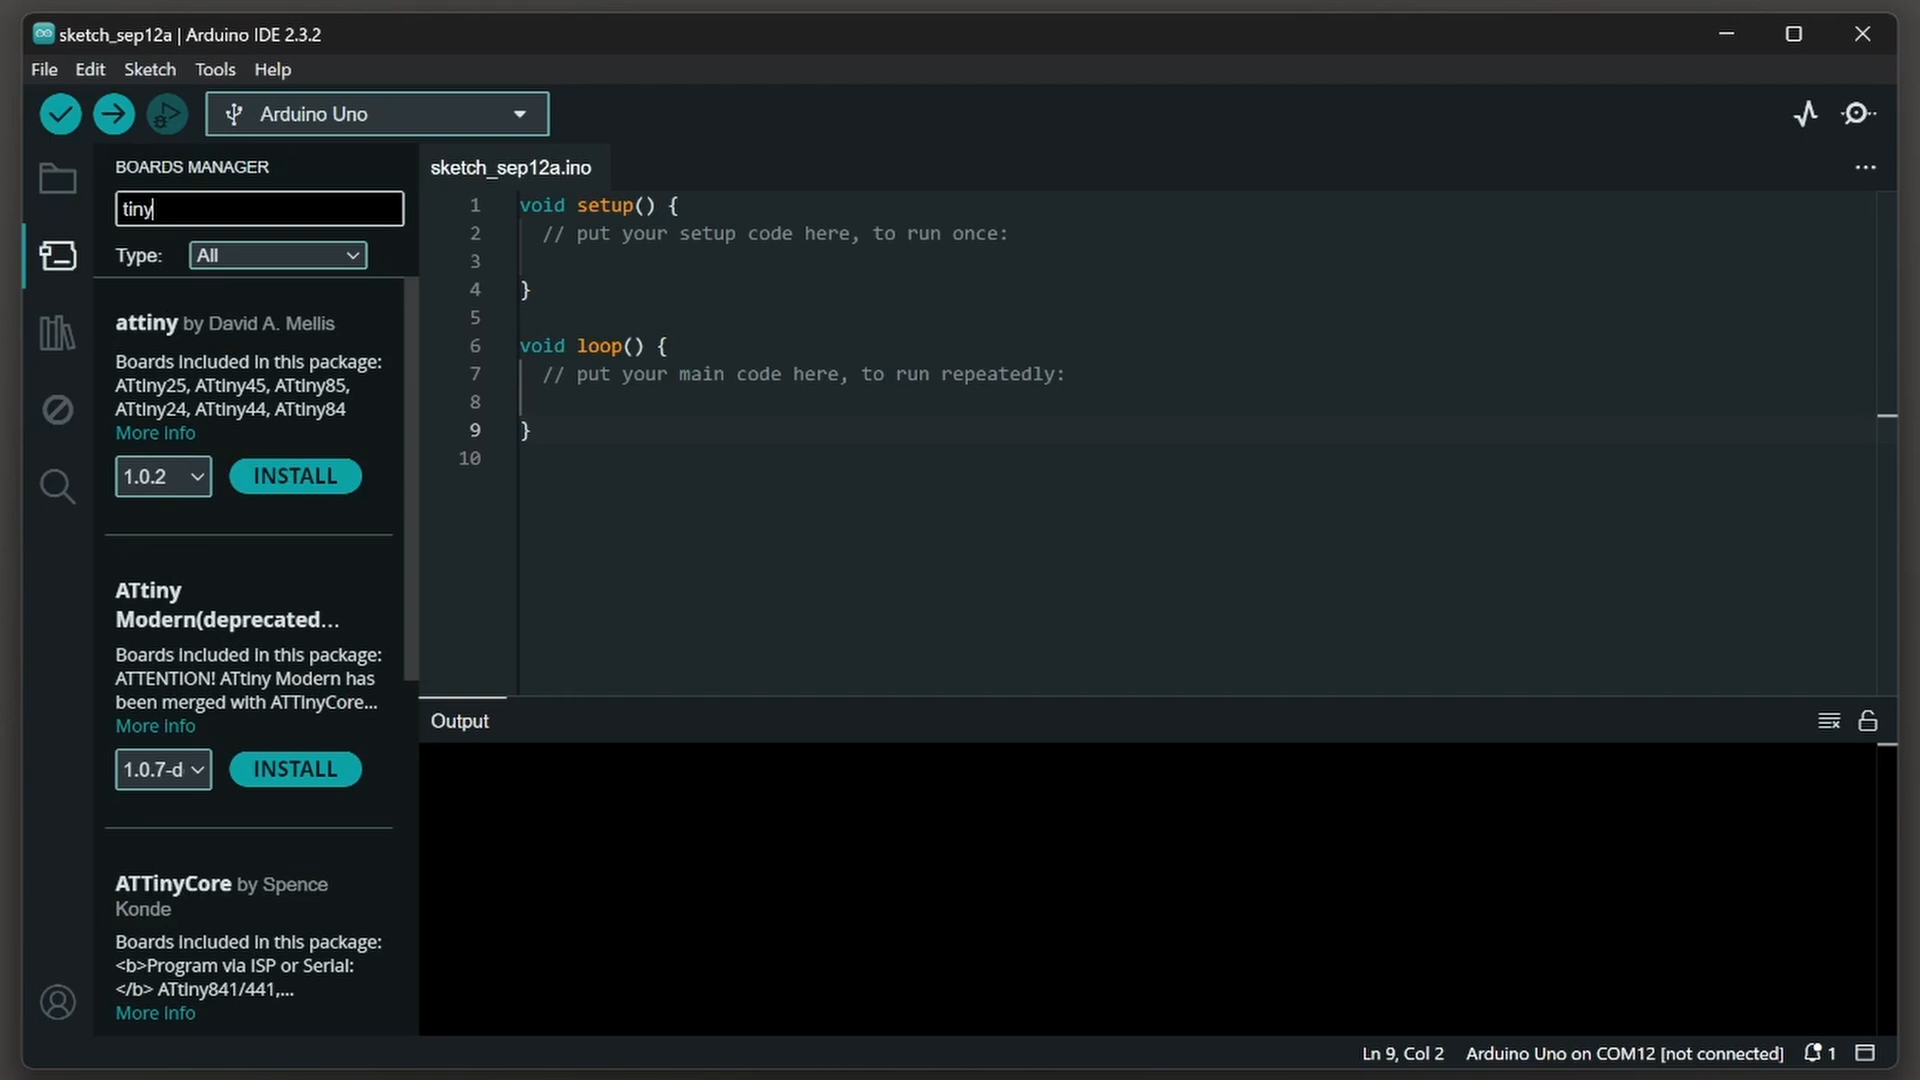 sketch_sep12a | Arduino IDE 2.3.2
File Edit Sketch Tools Help
Arduino Uno
BOARDS MANAGER
tiny
Type: All
attiny by David A. Mellis
Boards included in this package:
ATtiny25, ATtiny45, ATtiny85,
ATtiny24, ATtiny44, ATtiny84
More info
1.0.2 INSTALL
ATtiny
Modern(deprecated...
Boards included in this package:
ATTENTION! ATtiny Modern has
been merged with ATTinyCore...
More info
1.0.7-d INSTALL
ATTinyCore by Spence
Konde
Boards included in this package:
<b>Program via ISP or Serial:
</b> ATtiny841/441,...
More info
sketch_sep12a.ino
1 void setup() {
2 // put your setup code here, to run once:
3
4 }
5
6 void loop() {
7 // put your main code here, to run repeatedly:
8
9 }
10
Output
Ln 9, Col 2 Arduino Uno on COM12 [not connected] 1